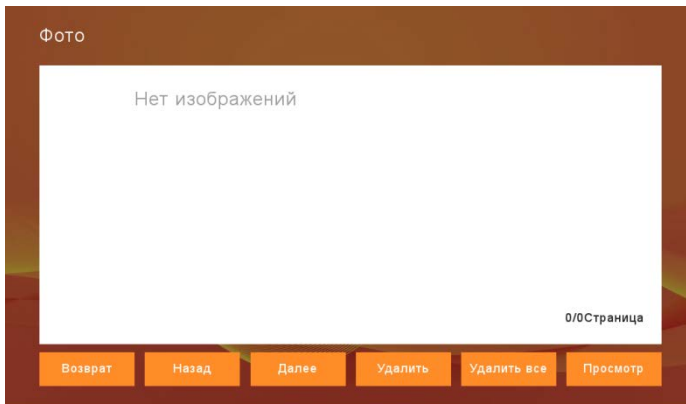 Фото
Нет изображений
0/0Страница
Возврат Назад Далее Удалить Удалить все Просмотр